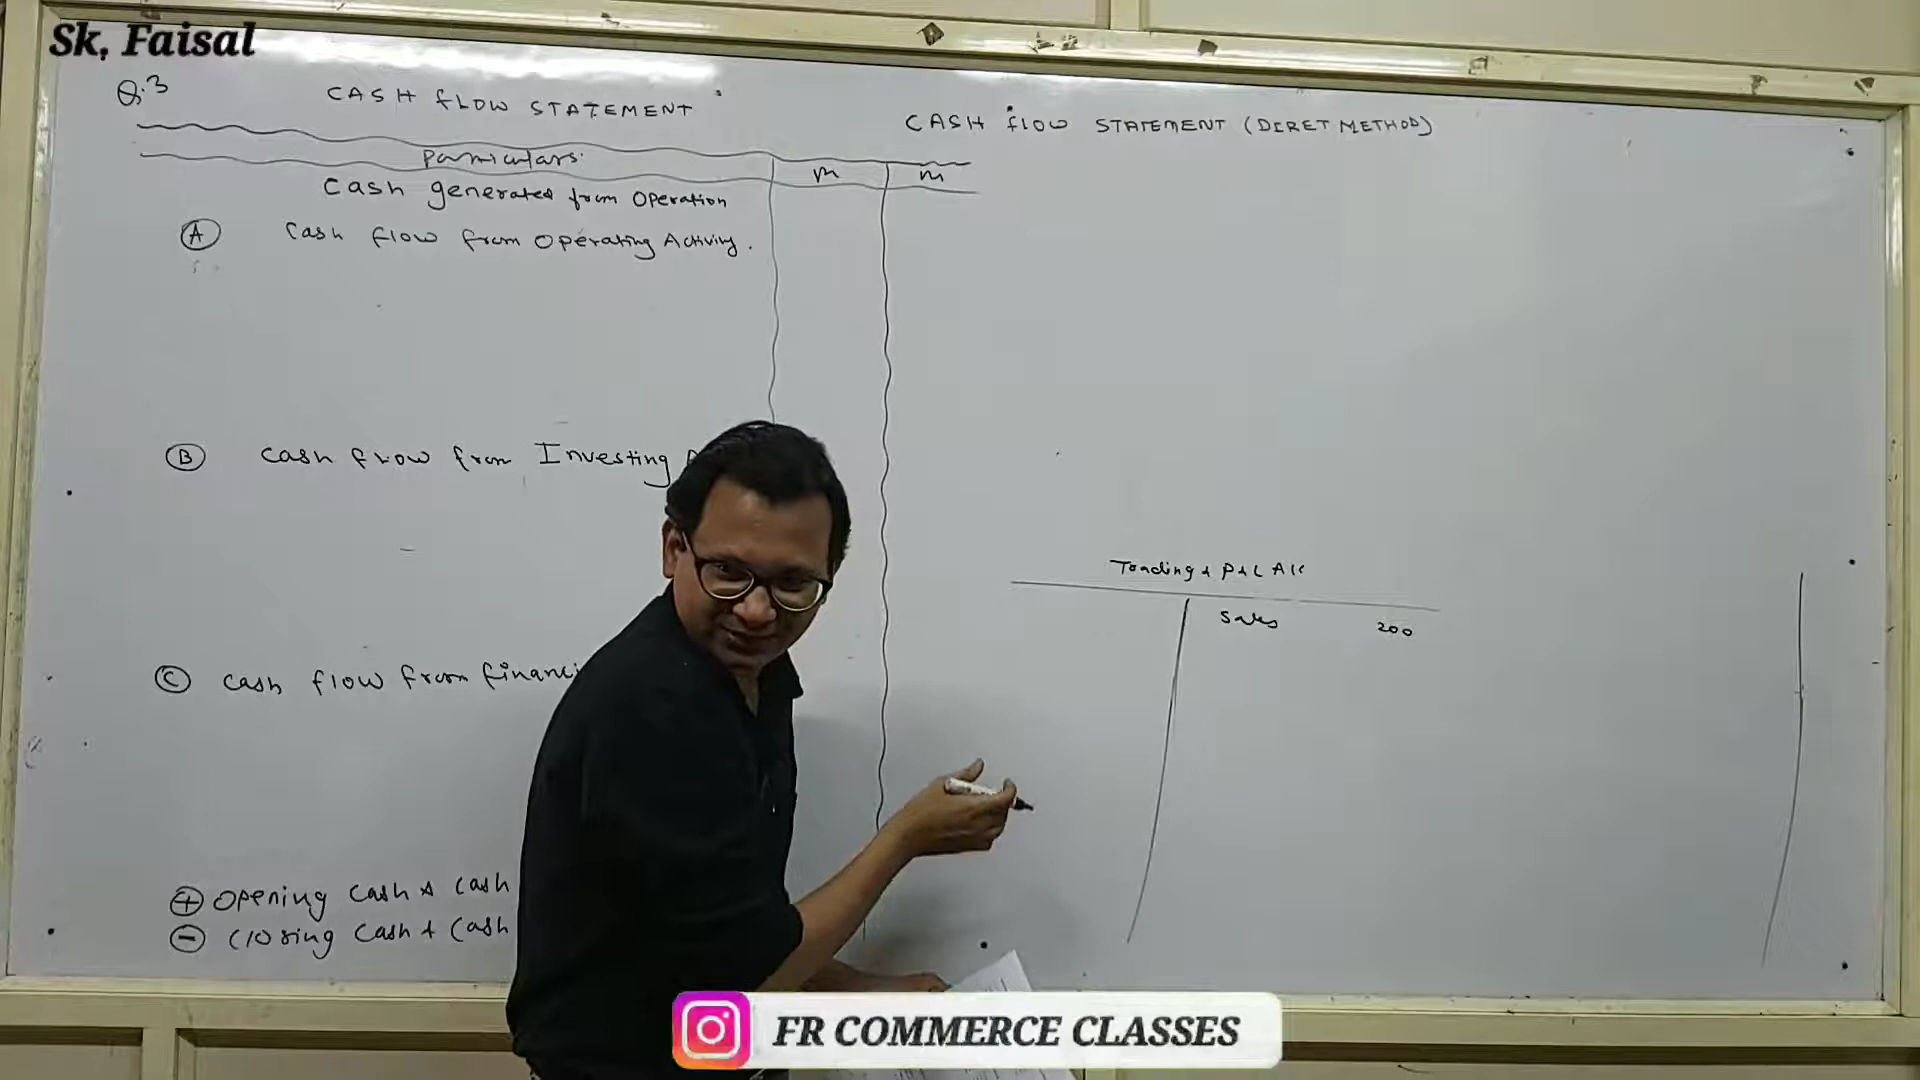 Sk, Faisal
Q.3
CASH flow STATEMENT
CASH flow STATEMENT (DIRET METHOD)
Particulars
m m
Cash generated from Operation
A Cash flow from Operating Activity.
B Cash flow from Investing
Trading & P&L A/c
Sales 200
C Cash flow from financi
+ Opening Cash & Cash
- Closing Cash & Cash
FR COMMERCE CLASSES